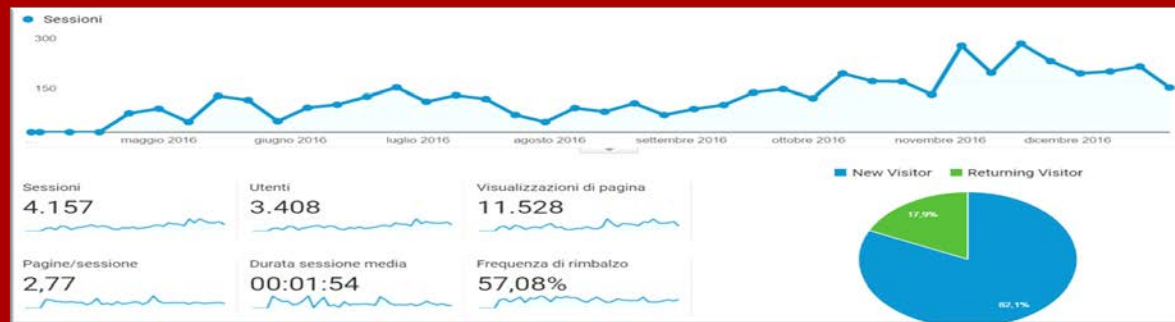 Sessioni
300
150
maggio 2016 giugno 2016 luglio 2016 agosto 2016 settembre 2016 ottobre 2016 novembre 2016 dicembre 2016
New Visitor Returning Visitor
Sessioni Utenti Visualizzazioni di pagina
4.157 3.408 11.528
17,9%
Pagine/sessione Durata sessione media Frequenza di rimbalzo
2,77 00:01:54 57,08%
82,1%